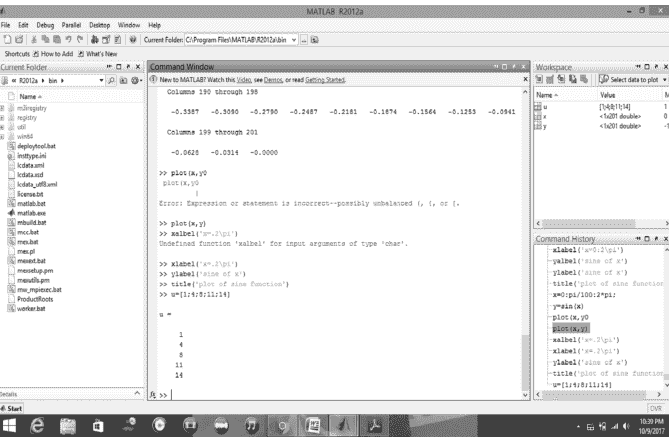 MATLAB R2012a
File Edit Debug Parallel Desktop Window Help
Current Folder: C:\Program Files\MATLAB\R2012a\bin
Shortcuts How to Add What's New
Current Folder
« R2012a ▸ bin ▸
Name
m3iregistry
registry
util
win64
deploytool.bat
insttype.ini
lcdata.xml
lcdata.xsd
lcdata_utf8.xml
license.txt
matlab.bat
matlab.exe
mbuild.bat
mcc.bat
mex.bat
mex.pl
mexext.bat
mexsetup.pm
mexutils.pm
mw_mpiexec.bat
ProductRoots
worker.bat
Details
Command Window
New to MATLAB? Watch this Video, see Demos, or read Getting Started.
Columns 190 through 198
-0.3387 -0.3090 -0.2790 -0.2487 -0.2181 -0.1874 -0.1564 -0.1253 -0.0941
Columns 199 through 201
-0.0628 -0.0314 -0.0000
>> plot(x,y0
plot(x,y0
|
Error: Expression or statement is incorrect--possibly unbalanced (, {, or [.
>> plot(x,y)
>> xalbel('x=.2\pi')
Undefined function 'xalbel' for input arguments of type 'char'.
>> xlabel('x=.2\pi')
>> ylabel('sine of x')
>> title('plot of sine function')
>> u=[1;4;8;11;14]
u =
1
4
8
11
14
fx >>
Workspace
Select data to plot
Name Value M
u [1;4;8;11;14] 1
x <1x201 double> 0
y <1x201 double> -1
Command History
xlabel('x=0:2\pi')
ylabel('sine of x')
ylabel('sine of x')
title('plot of sine function
x=0:pi/100:2*pi;
y=sin(x)
plot(x,y0
plot(x,y)
xalbel('x=.2\pi')
xlabel('x=.2\pi')
ylabel('sine of x')
title('plot of sine function
u=[1;4;8;11;14]
Start
OVR
10:39 PM
10/9/2017